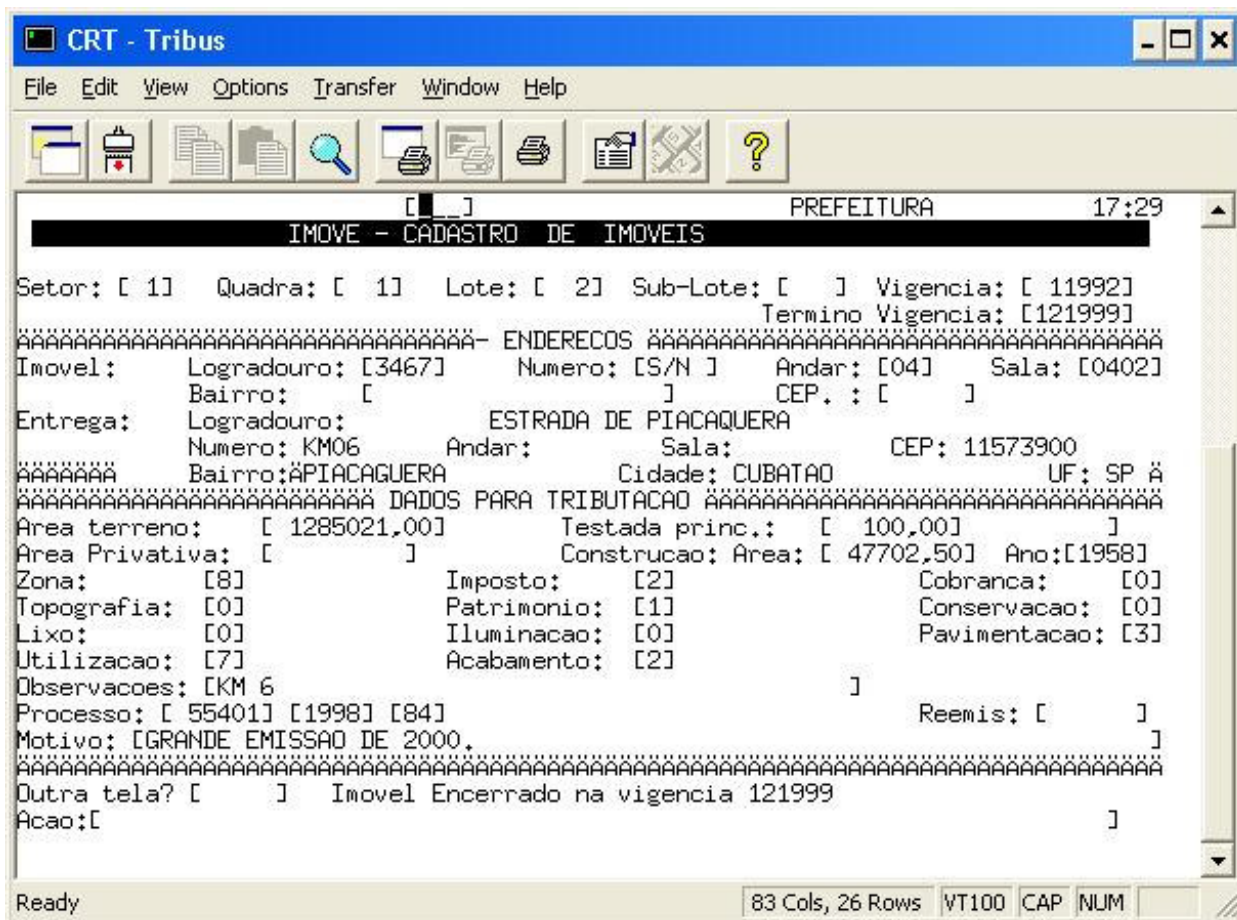 CRT - Tribus
File Edit View Options Transfer Window Help
[ __] PREFEITURA 17:29
IMOVE - CADASTRO DE IMOVEIS
Setor: [ 1] Quadra: [ 1] Lote: [ 2] Sub-Lote: [ ] Vigencia: [ 11992]
Termino Vigencia: [121999]
ÄÄÄÄÄÄÄÄÄÄÄÄÄÄÄÄÄÄÄÄÄÄÄÄÄÄÄÄÄÄÄÄÄ- ENDERECOS ÄÄÄÄÄÄÄÄÄÄÄÄÄÄÄÄÄÄÄÄÄÄÄÄÄÄÄÄÄÄÄÄÄÄÄÄÄ
Imovel: Logradouro: [3467] Numero: [S/N ] Andar: [04] Sala: [0402]
Bairro: [ ] CEP. : [ ]
Entrega: Logradouro: ESTRADA DE PIACAQUERA
Numero: KM06 Andar: Sala: CEP: 11573900
ÄÄÄÄÄÄÄ Bairro:ÄPIACAGUERA Cidade: CUBATAO UF: SP Ä
ÄÄÄÄÄÄÄÄÄÄÄÄÄÄÄÄÄÄÄÄÄÄÄÄÄÄ DADOS PARA TRIBUTACAO ÄÄÄÄÄÄÄÄÄÄÄÄÄÄÄÄÄÄÄÄÄÄÄÄÄÄÄÄÄÄÄÄÄ
Area terreno: [ 1285021,00] Testada princ.: [ 100,00] ]
Area Privativa: [ ] Construcao: Area: [ 47702,50] Ano:[1958]
Zona: [8] Imposto: [2] Cobranca: [0]
Topografia: [0] Patrimonio: [1] Conservacao: [0]
Lixo: [0] Iluminacao: [0] Pavimentacao: [3]
Utilizacao: [7] Acabamento: [2]
Observacoes: [KM 6 ]
Processo: [ 55401] [1998] [84] Reemis: [ ]
Motivo: [GRANDE EMISSAO DE 2000. ]
ÄÄÄÄÄÄÄÄÄÄÄÄÄÄÄÄÄÄÄÄÄÄÄÄÄÄÄÄÄÄÄÄÄÄÄÄÄÄÄÄÄÄÄÄÄÄÄÄÄÄÄÄÄÄÄÄÄÄÄÄÄÄÄÄÄÄÄÄÄÄÄÄÄÄÄÄÄÄÄÄÄÄ
Outra tela? [ ] Imovel Encerrado na vigencia 121999
Acao:[ ]
Ready 83 Cols, 26 Rows VT100 CAP NUM